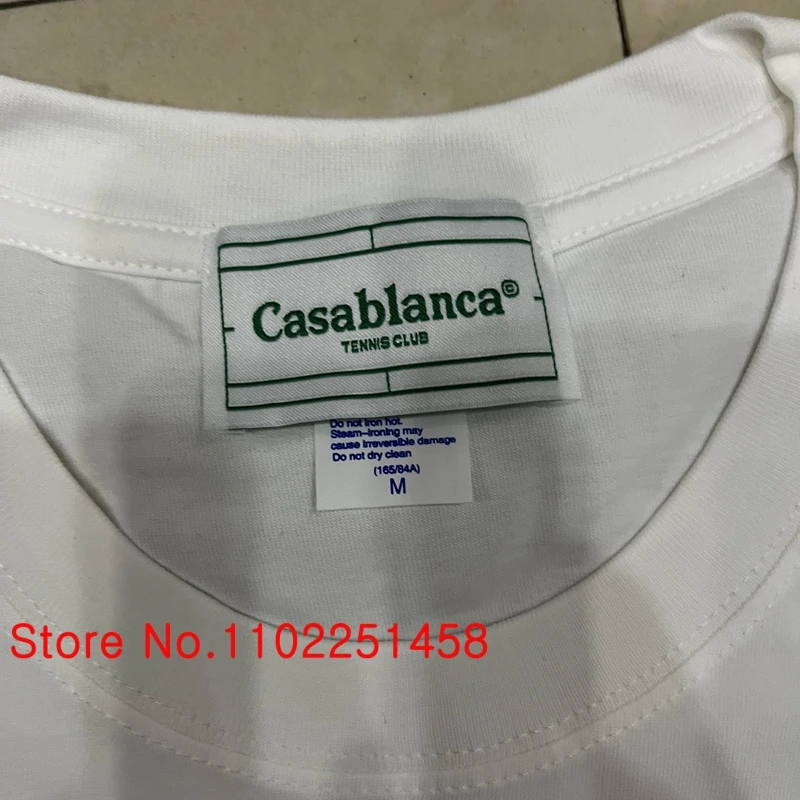 Casablanca©
TENNIS CLUB
Do not iron hot.
Steam-ironing may
cause irreversible damage
Do not dry clean
(165/84A)
M
Store No.1102251458